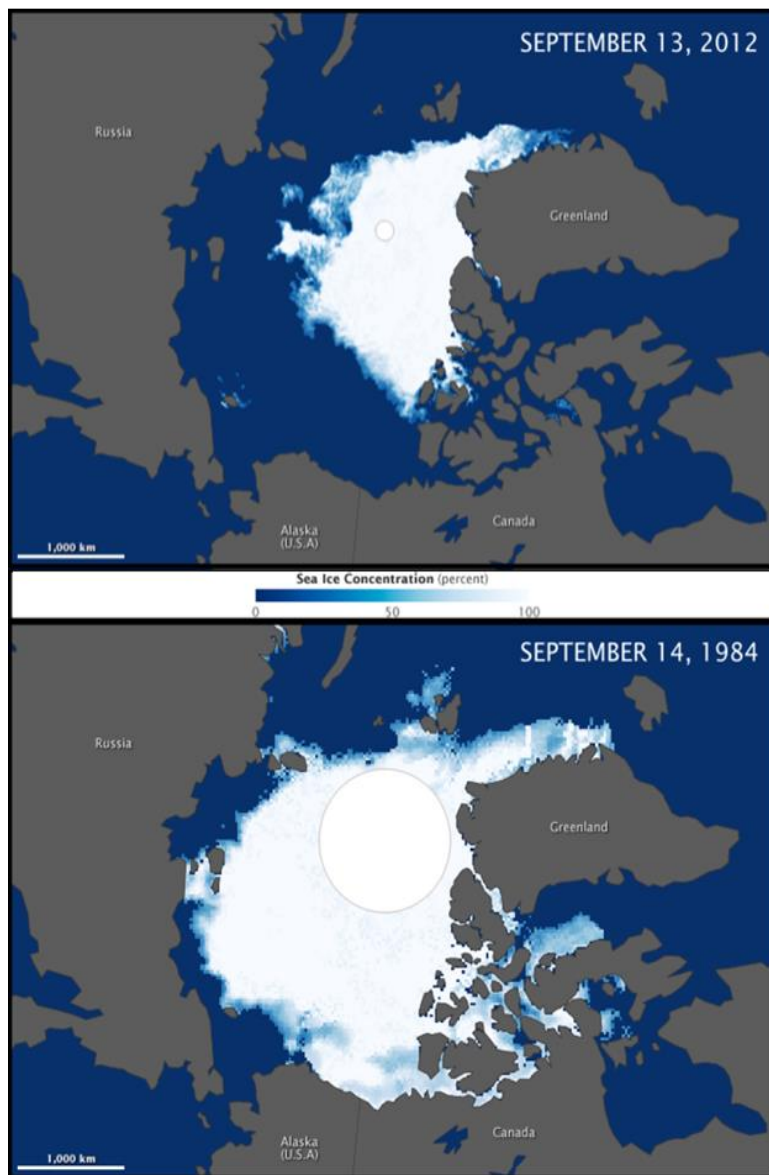 SEPTEMBER 13, 2012
Russia
Greenland
Alaska
(U.S.A)
Canada
1,000 km
Sea Ice Concentration (percent)
0 50 100
SEPTEMBER 14, 1984
Russia
Greenland
Alaska
(U.S.A)
Canada
1,000 km